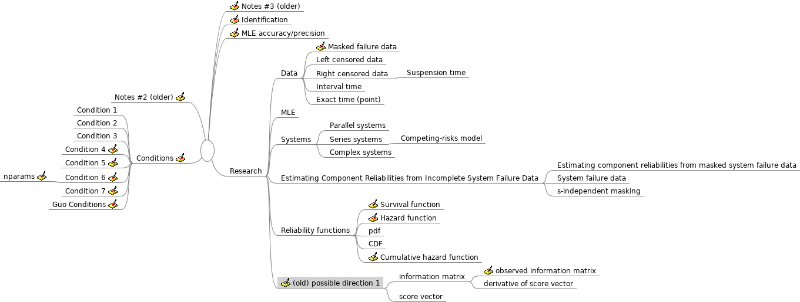 Notes #3 (older)
Identification
MLE accuracy/precision
Notes #2 (older)
Conditions
Condition 1
Condition 2
Condition 3
Condition 4
Condition 5
Condition 6
nparams
Condition 7
Guo Conditions
Research
Data
Masked failure data
Left censored data
Right censored data
Suspension time
Interval time
Exact time (point)
MLE
Systems
Parallel systems
Series systems
Competing-risks model
Complex systems
Estimating Component Reliabilities from Incomplete System Failure Data
Estimating component reliabilities from masked system failure data
System failure data
s-independent masking
Reliability functions
Survival function
Hazard function
pdf
CDF
Cumulative hazard function
(old) possible direction 1
information matrix
observed information matrix
derivative of score vector
score vector